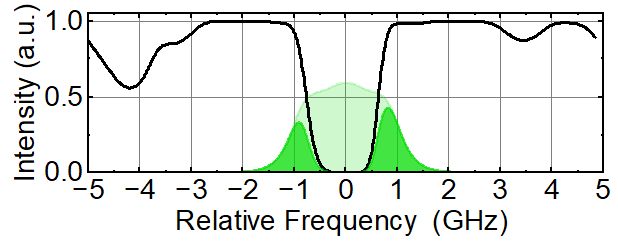 1.0
0.5
0.0
Intensity (a.u.)
−5 −4 −3 −2 −1 0 1 2 3 4 5
Relative Frequency (GHz)